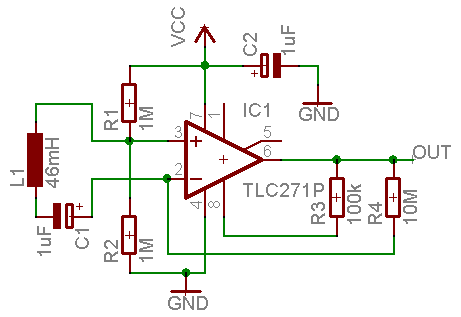 VCC
C2
1uF
GND
R1
1M
7
1
IC1
3
5
2
6
OUT
L1
46mH
4
8
TLC271P
R3
100k
R4
10M
1uF
C1
R2
1M
GND